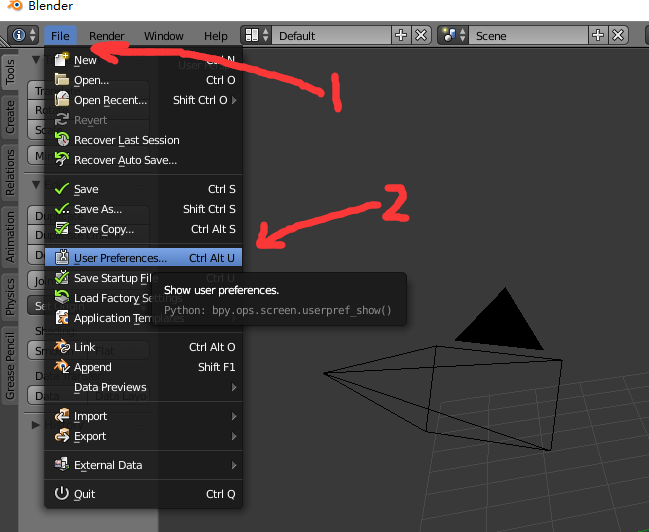 Blender
File Render Window Help Default Scene
New Ctrl N
Open... Ctrl O
Open Recent... Shift Ctrl O
Revert
Recover Last Session
Recover Auto Save...
Save Ctrl S
Save As... Shift Ctrl S
Save Copy... Ctrl Alt S
User Preferences... Ctrl Alt U
Save Startup File Ctrl U
Load Factory Settings
Application Templates
Show user preferences.
Python: bpy.ops.screen.userpref_show()
Link Ctrl Alt O
Append Shift F1
Data Previews
Import
Export
External Data
Quit Ctrl Q
Tools
Create
Relations
Animation
Physics
Grease Pencil
1
2